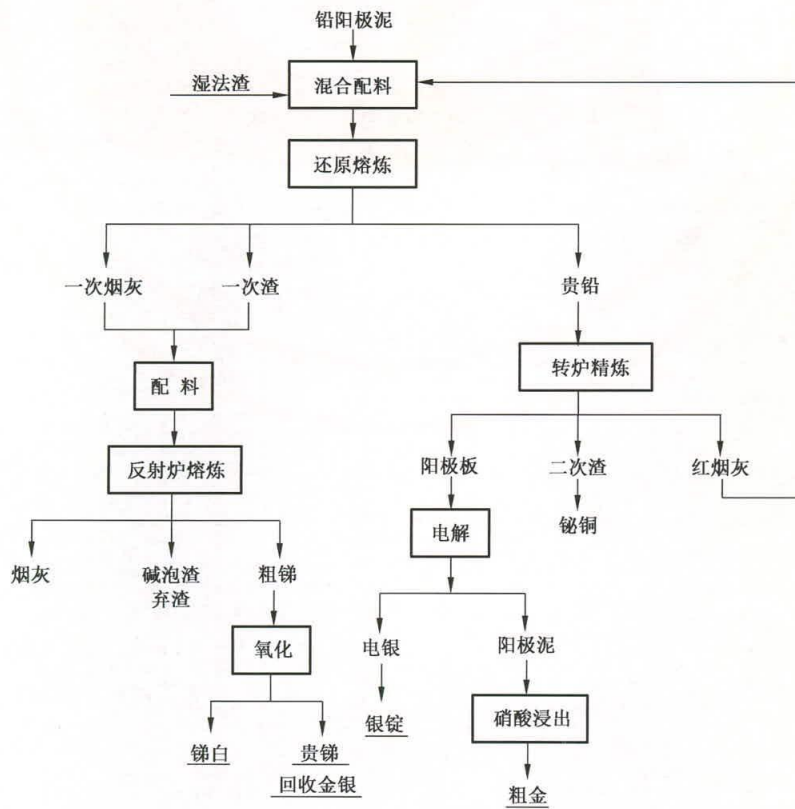 铅阳极泥
湿法渣
混合配料
还原熔炼
一次烟灰
一次渣
贵铅
配 料
转炉精炼
反射炉熔炼
阳极板
二次渣
红烟灰
电解
铋铜
烟灰
碱泡渣
弃渣
粗锑
氧化
电银
阳极泥
银锭
硝酸浸出
锑白
贵锑
回收金银
粗金